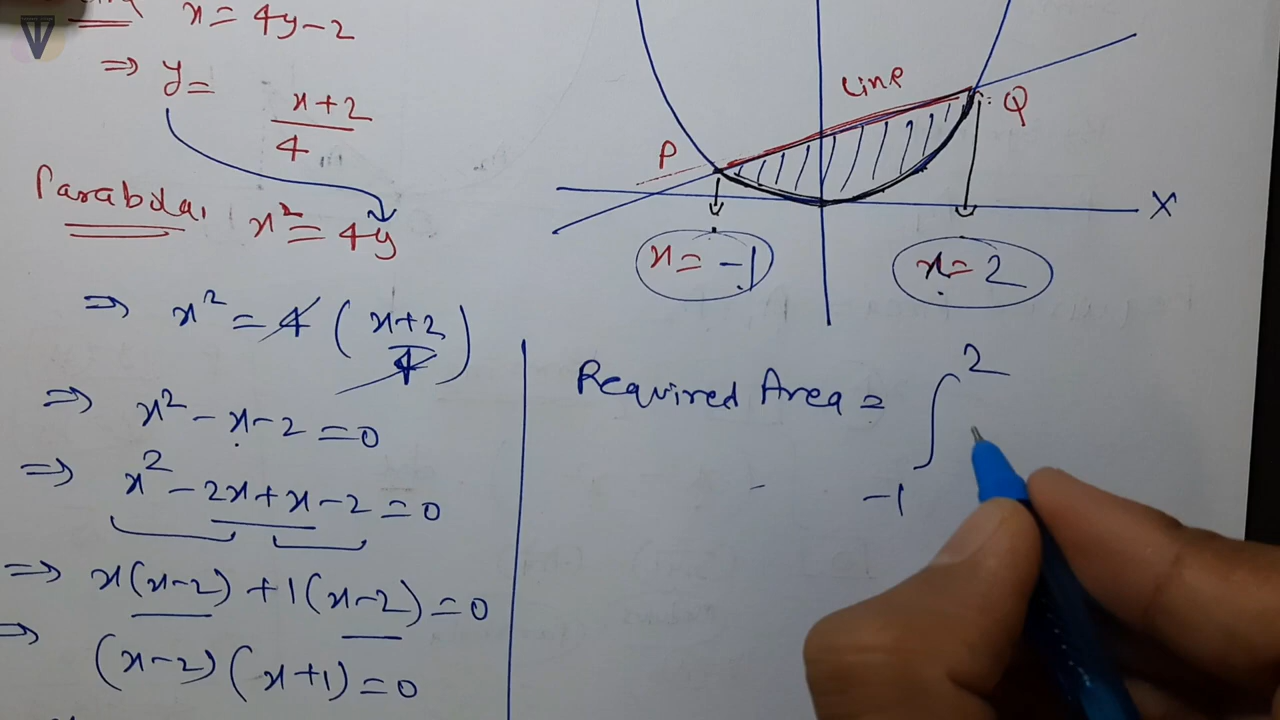 x = 4y - 2
⇒ y = (x+2)/4
Parabola, x² = 4y
⇒ x² = 4 ( (x+2)/4 )
⇒ x² - x - 2 = 0
⇒ x² - 2x + x - 2 = 0
⇒ x(x-2) + 1(x-2) = 0
⇒ (x-2)(x+1) = 0
Line
P
Q
X
x = -1
x = 2
Required Area = ∫ 2
-1